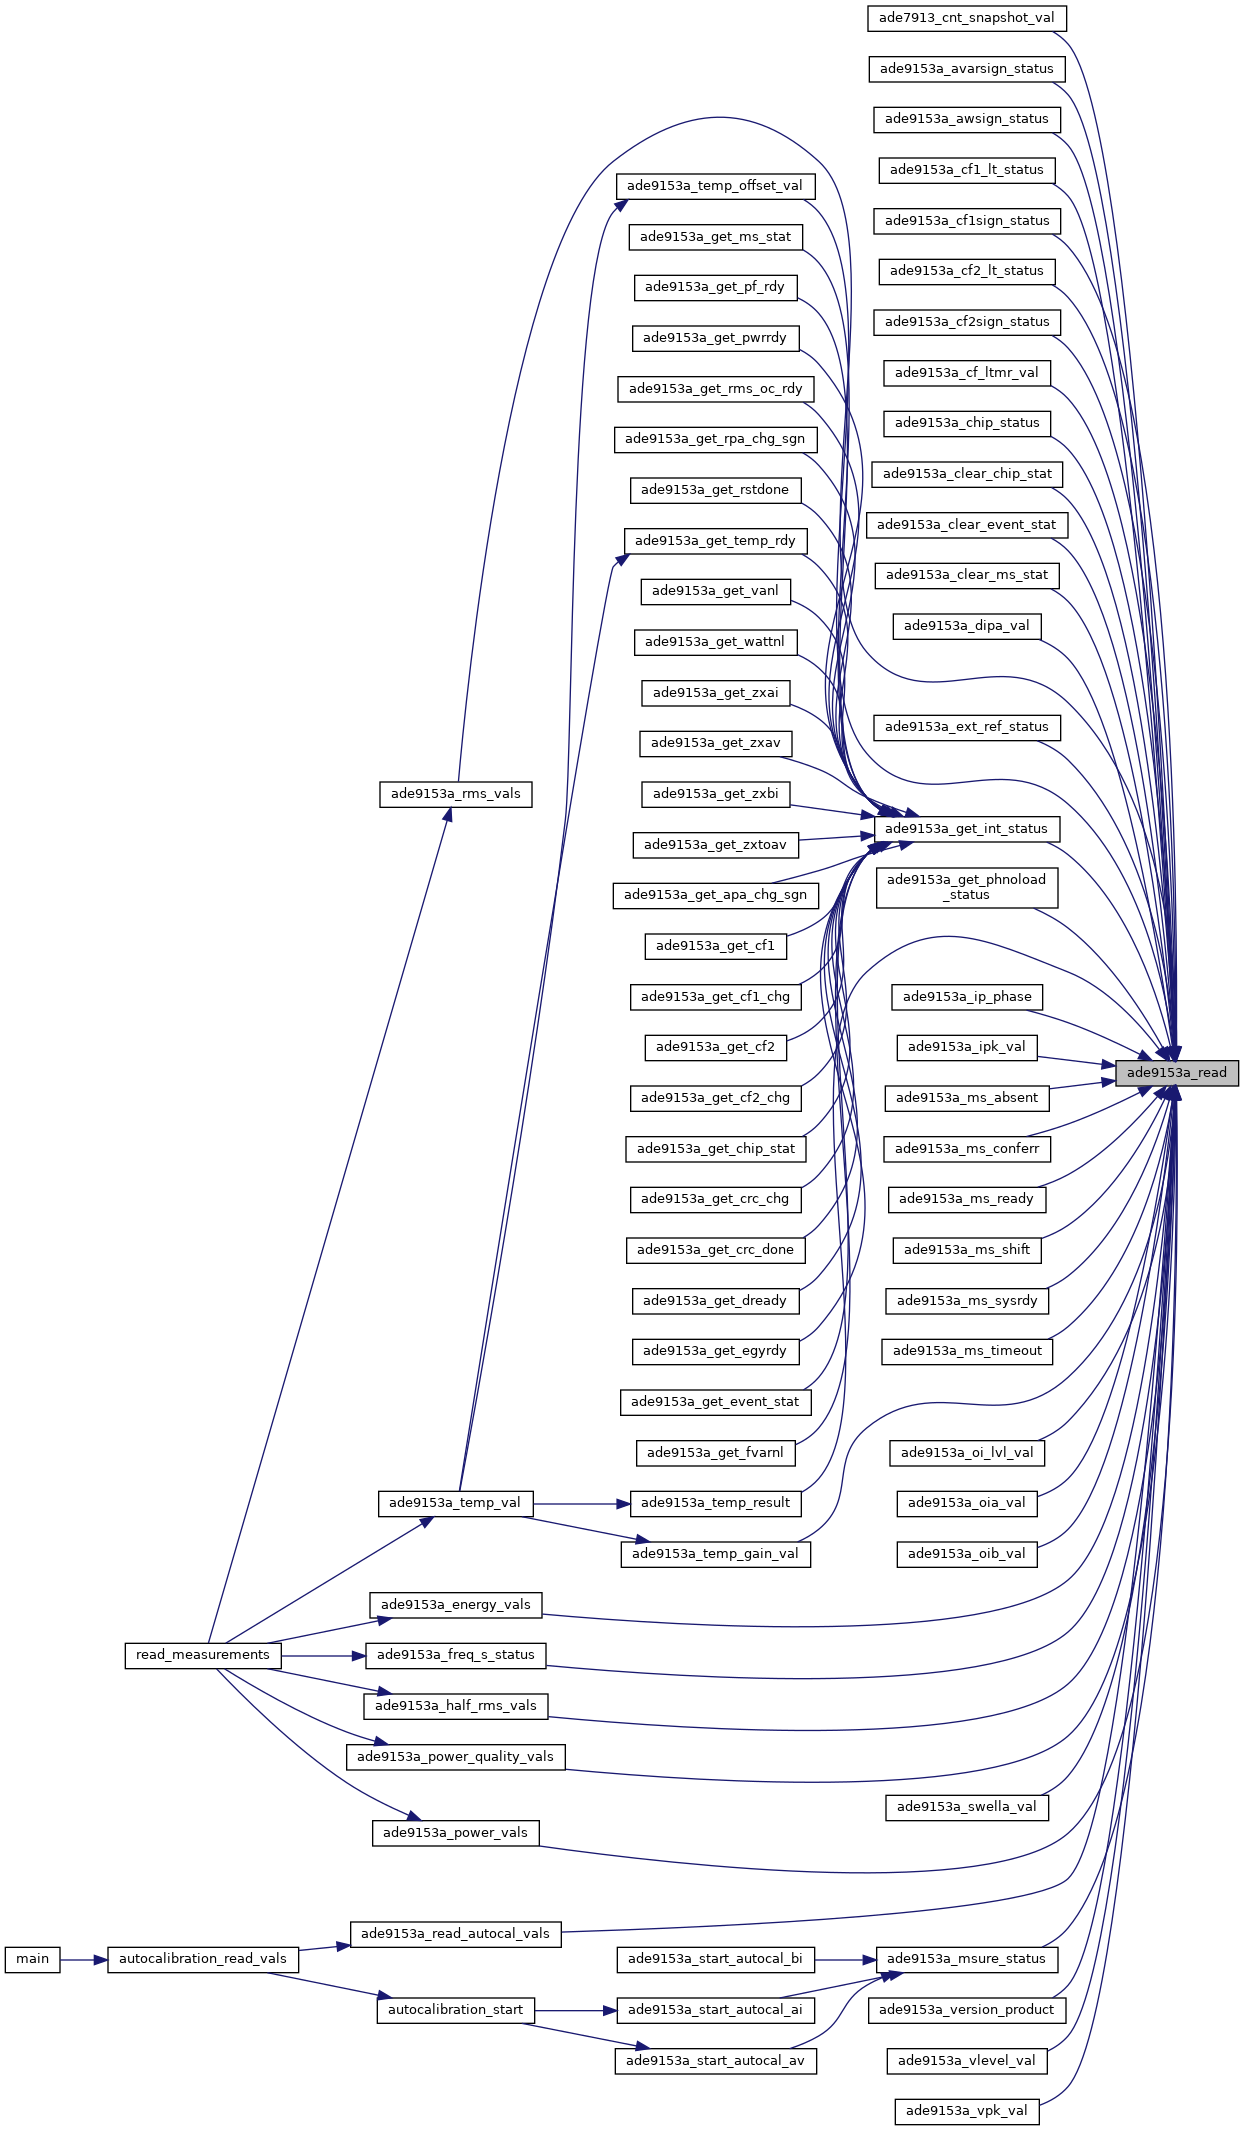 ade7913_cnt_snapshot_val
ade9153a_avarsign_status
ade9153a_awsign_status
ade9153a_cf1_lt_status
ade9153a_temp_offset_val
ade9153a_cf1sign_status
ade9153a_get_ms_stat
ade9153a_cf2_lt_status
ade9153a_get_pf_rdy
ade9153a_cf2sign_status
ade9153a_get_pwrrdy
ade9153a_cf_ltmr_val
ade9153a_get_rms_oc_rdy
ade9153a_chip_status
ade9153a_get_rpa_chg_sgn
ade9153a_clear_chip_stat
ade9153a_get_rstdone
ade9153a_clear_event_stat
ade9153a_get_temp_rdy
ade9153a_clear_ms_stat
ade9153a_get_vanl
ade9153a_dipa_val
ade9153a_get_wattnl
ade9153a_get_zxai
ade9153a_ext_ref_status
ade9153a_get_zxav
ade9153a_rms_vals
ade9153a_get_zxbi
ade9153a_get_int_status
ade9153a_get_zxtoav
ade9153a_get_phnoload
_status
ade9153a_get_apa_chg_sgn
ade9153a_get_cf1
ade9153a_get_cf1_chg
ade9153a_ip_phase
ade9153a_get_cf2
ade9153a_ipk_val
ade9153a_read
ade9153a_get_cf2_chg
ade9153a_ms_absent
ade9153a_get_chip_stat
ade9153a_ms_conferr
ade9153a_get_crc_chg
ade9153a_ms_ready
ade9153a_get_crc_done
ade9153a_ms_shift
ade9153a_get_dready
ade9153a_ms_sysrdy
ade9153a_get_egyrdy
ade9153a_ms_timeout
ade9153a_get_event_stat
ade9153a_get_fvarnl
ade9153a_oi_lvl_val
ade9153a_temp_val
ade9153a_temp_result
ade9153a_oia_val
ade9153a_temp_gain_val
ade9153a_oib_val
ade9153a_energy_vals
read_measurements
ade9153a_freq_s_status
ade9153a_half_rms_vals
ade9153a_power_quality_vals
ade9153a_swella_val
ade9153a_power_vals
ade9153a_read_autocal_vals
main
autocalibration_read_vals
ade9153a_start_autocal_bi
ade9153a_msure_status
autocalibration_start
ade9153a_start_autocal_ai
ade9153a_version_product
ade9153a_start_autocal_av
ade9153a_vlevel_val
ade9153a_vpk_val